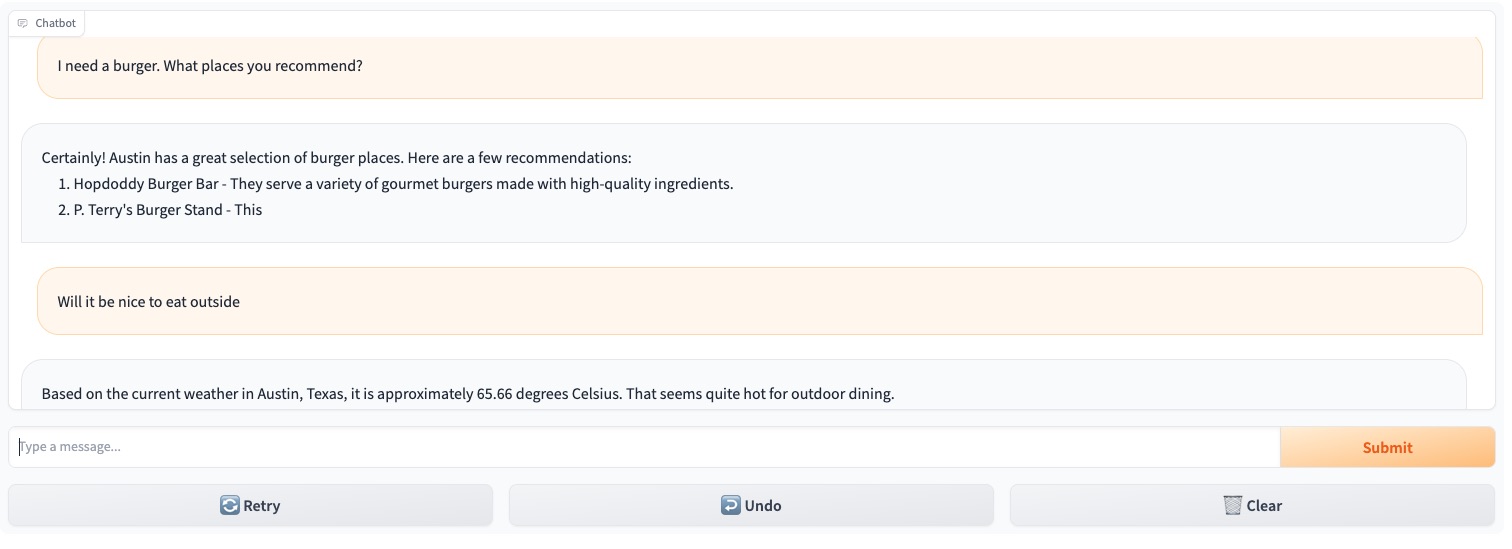 Chatbot
I need a burger. What places you recommend?
Certainly! Austin has a great selection of burger places. Here are a few recommendations:
1. Hopdoddy Burger Bar - They serve a variety of gourmet burgers made with high-quality ingredients.
2. P. Terry's Burger Stand - This
Will it be nice to eat outside
Based on the current weather in Austin, Texas, it is approximately 65.66 degrees Celsius. That seems quite hot for outdoor dining.
Type a message...
Submit
Retry
Undo
Clear